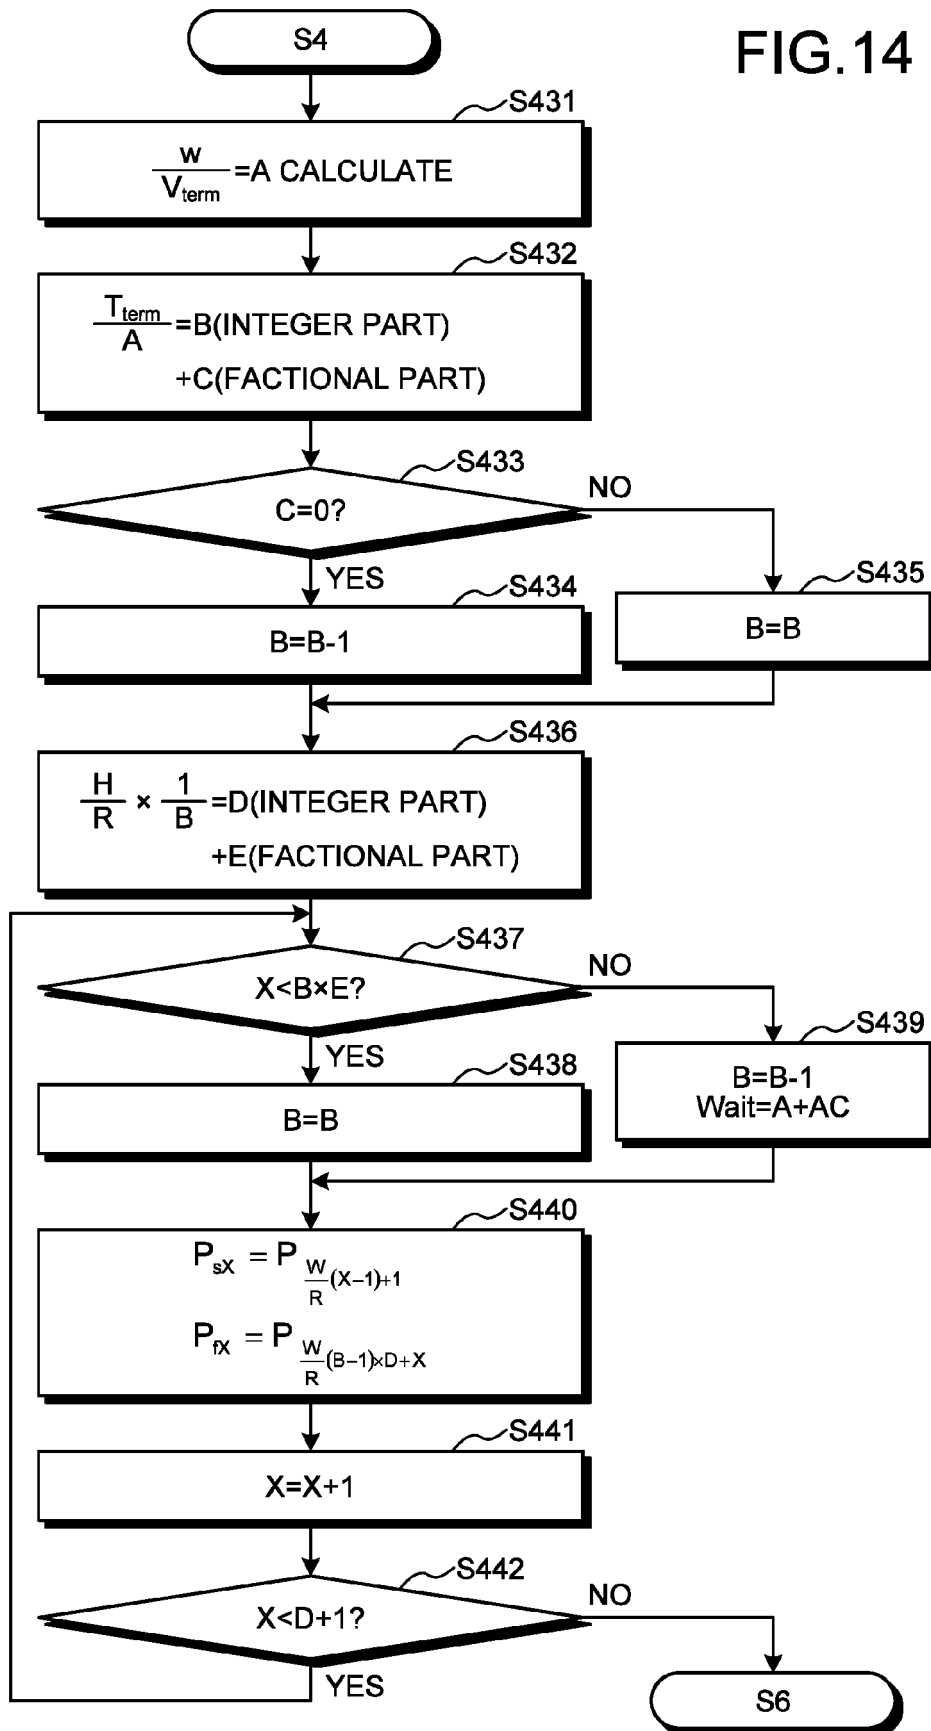 S4
FIG.14
S431
w/V_term=A CALCULATE
S432
T_term/A=B(INTEGER PART)
+C(FACTIONAL PART)
S433
C=0?
NO
YES
S434
B=B-1
S435
B=B
S436
H/R × 1/B=D(INTEGER PART)
+E(FACTIONAL PART)
S437
X<B×E?
NO
YES
S438
B=B
S439
B=B-1
Wait=A+AC
S440
P_sX = P_W/R(X−1)+1
P_fX = P_W/R(B−1)×D+X
S441
X=X+1
S442
X<D+1?
NO
YES
S6